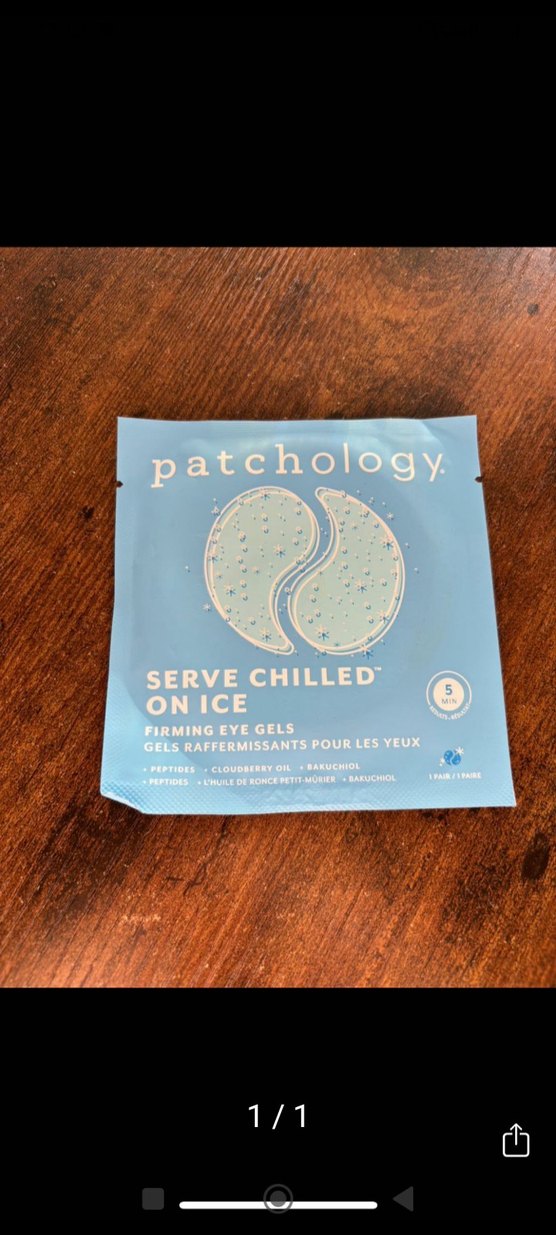 patchology.
SERVE CHILLED™
ON ICE
FIRMING EYE GELS
GELS RAFFERMISSANTS POUR LES YEUX
• PEPTIDES • CLOUDBERRY OIL • BAKUCHIOL
• PEPTIDES • L'HUILE DE RONCE PETIT-MÛRIER • BAKUCHIOL
5
MIN
1 PAIR / 1 PAIRE
1 / 1